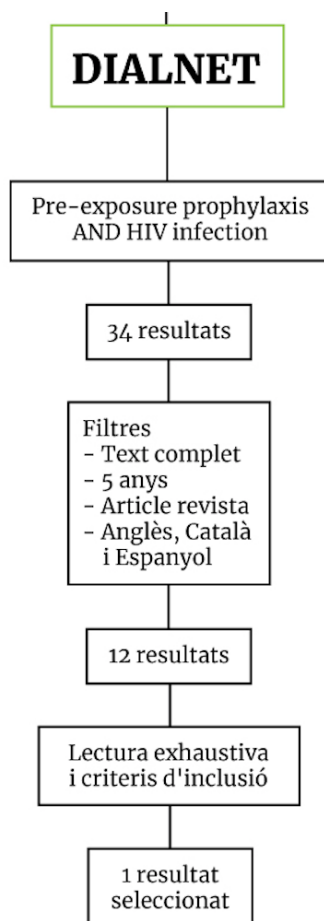 DIALNET
Pre-exposure prophylaxis
AND HIV infection
34 resultats
Filtres
- Text complet
- 5 anys
- Article revista
- Anglès, Català
i Espanyol
12 resultats
Lectura exhaustiva
i criteris d'inclusió
1 resultat
seleccionat